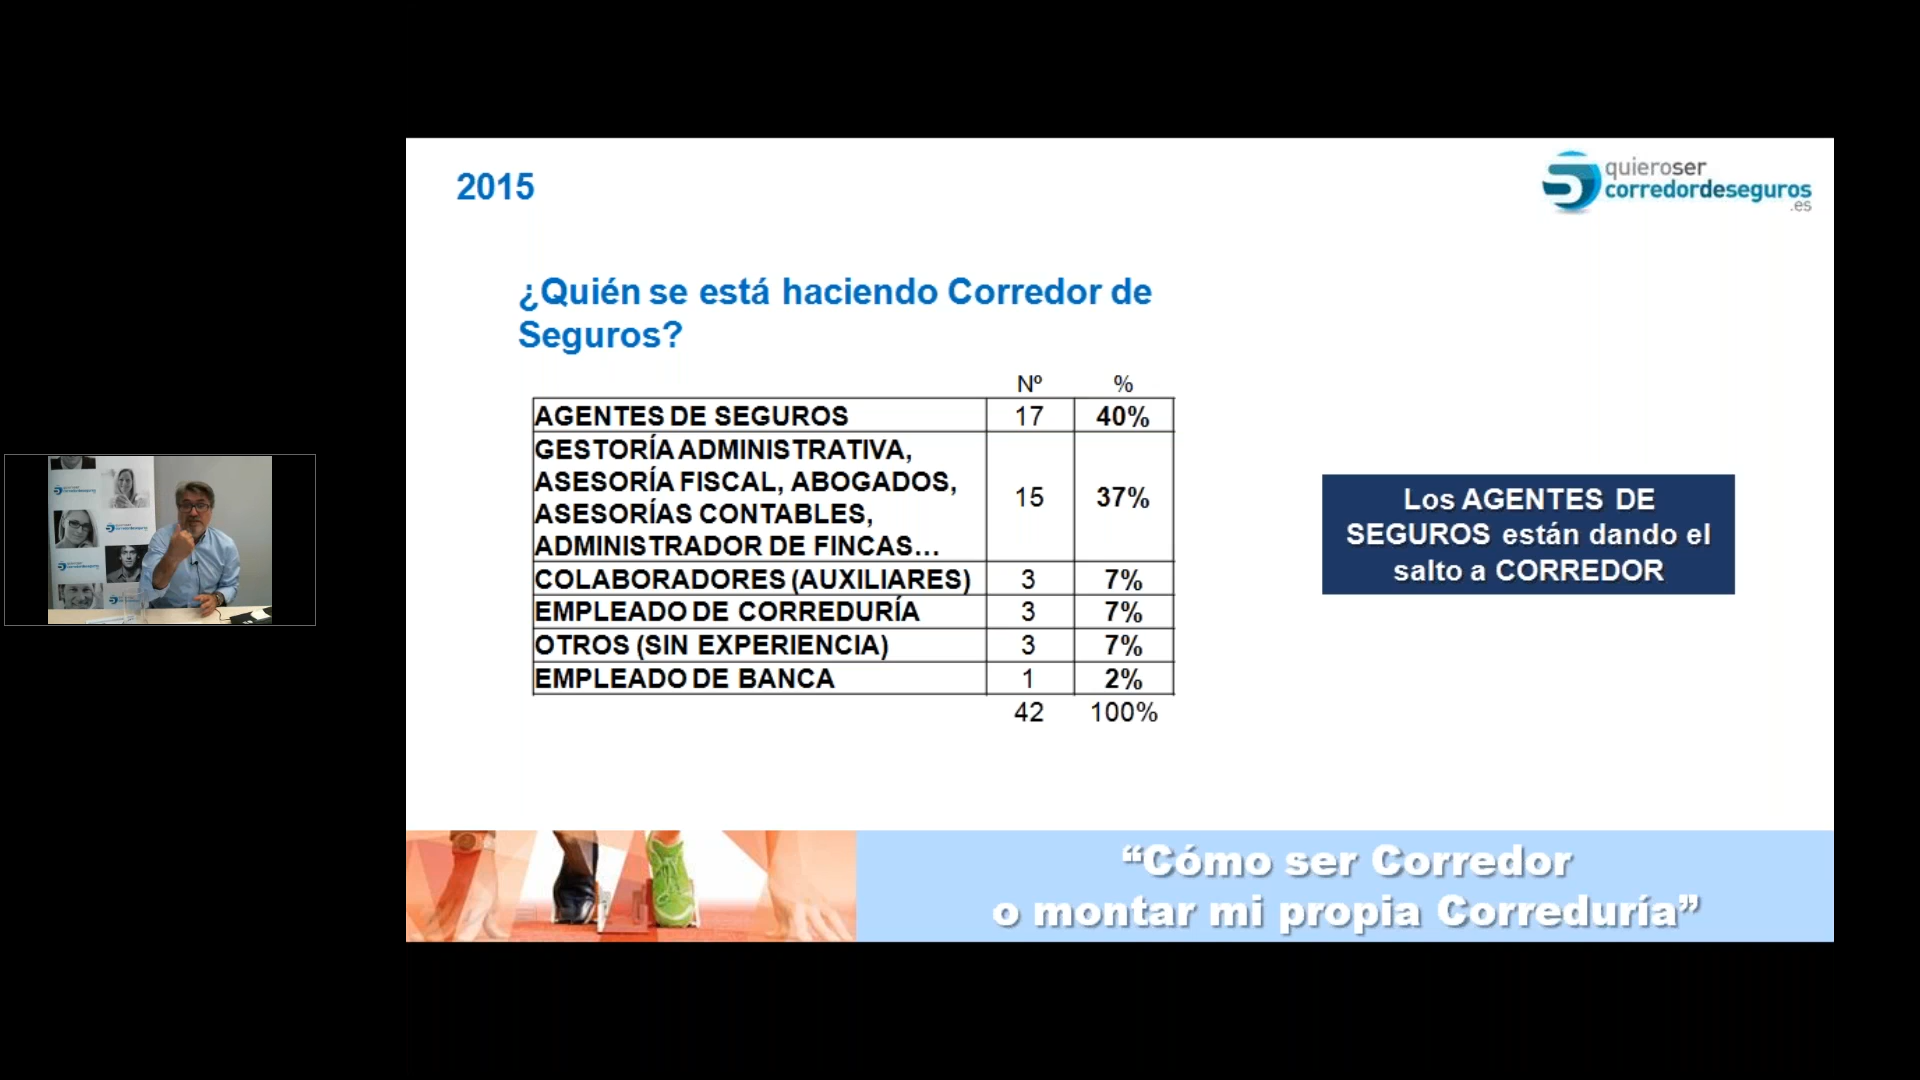 2015
quieroser
corredordeseguros
.es
¿Quién se está haciendo Corredor de
Seguros?
Nº %
AGENTES DE SEGUROS 17 40%
GESTORÍA ADMINISTRATIVA,
ASESORÍA FISCAL, ABOGADOS,
ASESORÍAS CONTABLES,
ADMINISTRADOR DE FINCAS... 15 37%
COLABORADORES (AUXILIARES) 3 7%
EMPLEADO DE CORREDURÍA 3 7%
OTROS (SIN EXPERIENCIA) 3 7%
EMPLEADO DE BANCA 1 2%
42 100%
Los AGENTES DE
SEGUROS están dando el
salto a CORREDOR
“Cómo ser Corredor
o montar mi propia Correduría”